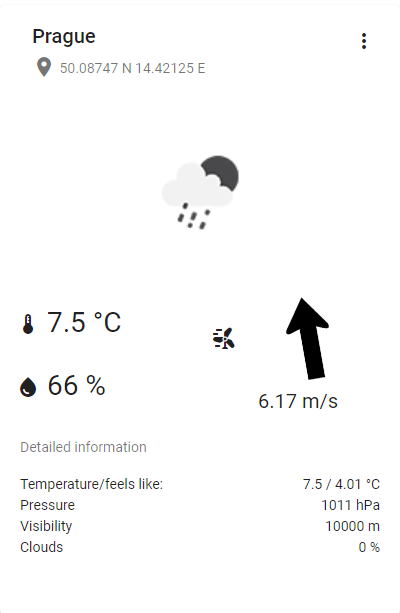 Prague
50.08747 N 14.42125 E
7.5 °C
66 %
6.17 m/s
Detailed information
Temperature/feels like: 7.5 / 4.01 °C
Pressure 1011 hPa
Visibility 10000 m
Clouds 0 %